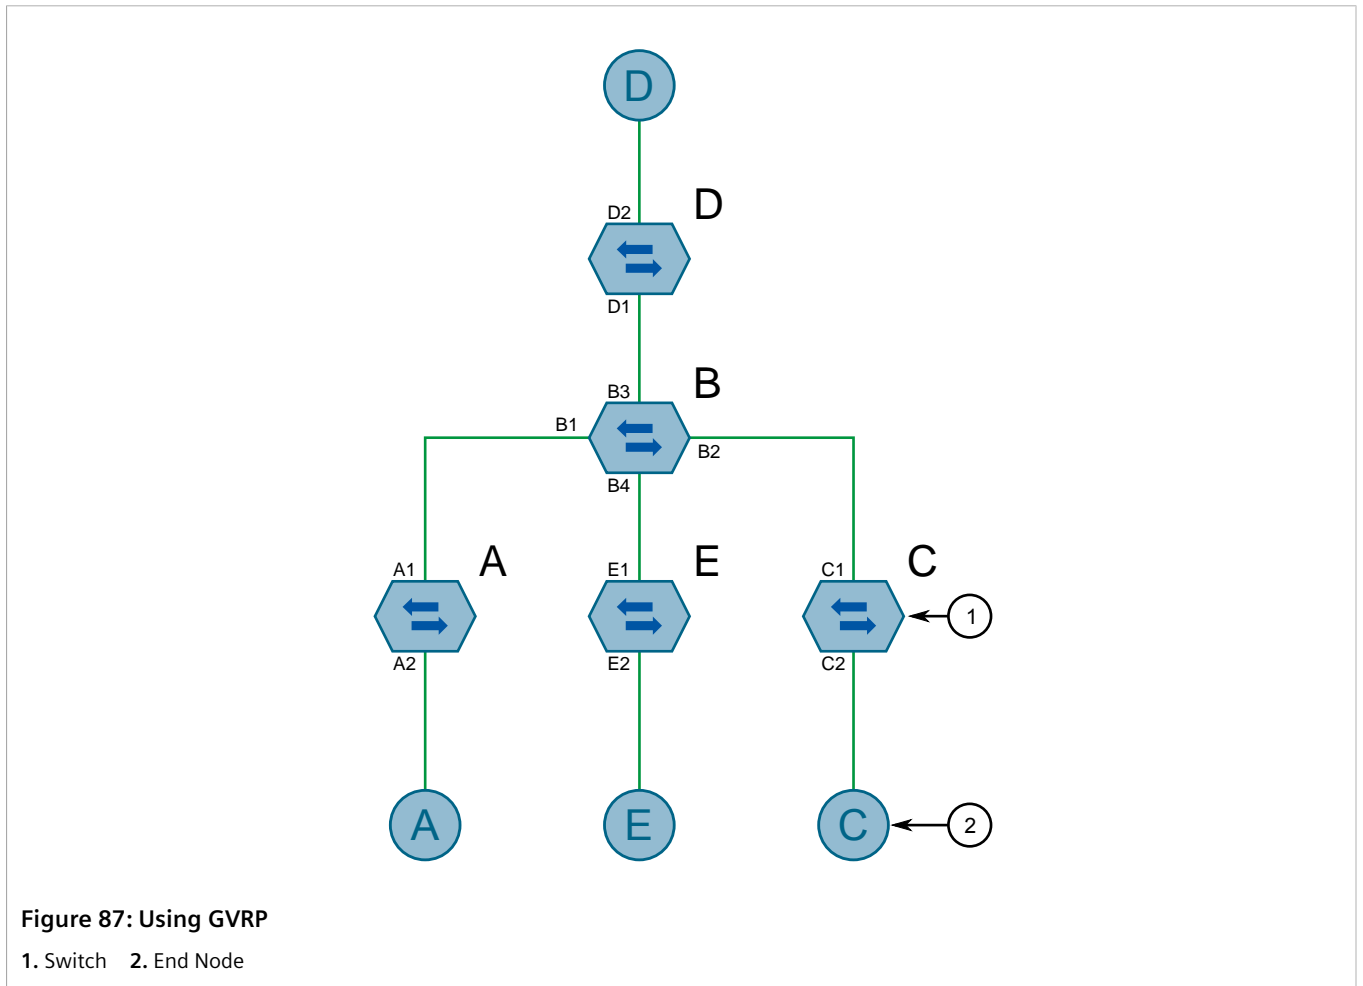 D
D2
D
D1
B3
B
B1
B2
B4
A1
A
E1
E
C1
C
1
A2
E2
C2
A
E
C
2
Figure 87: Using GVRP
1. Switch 2. End Node